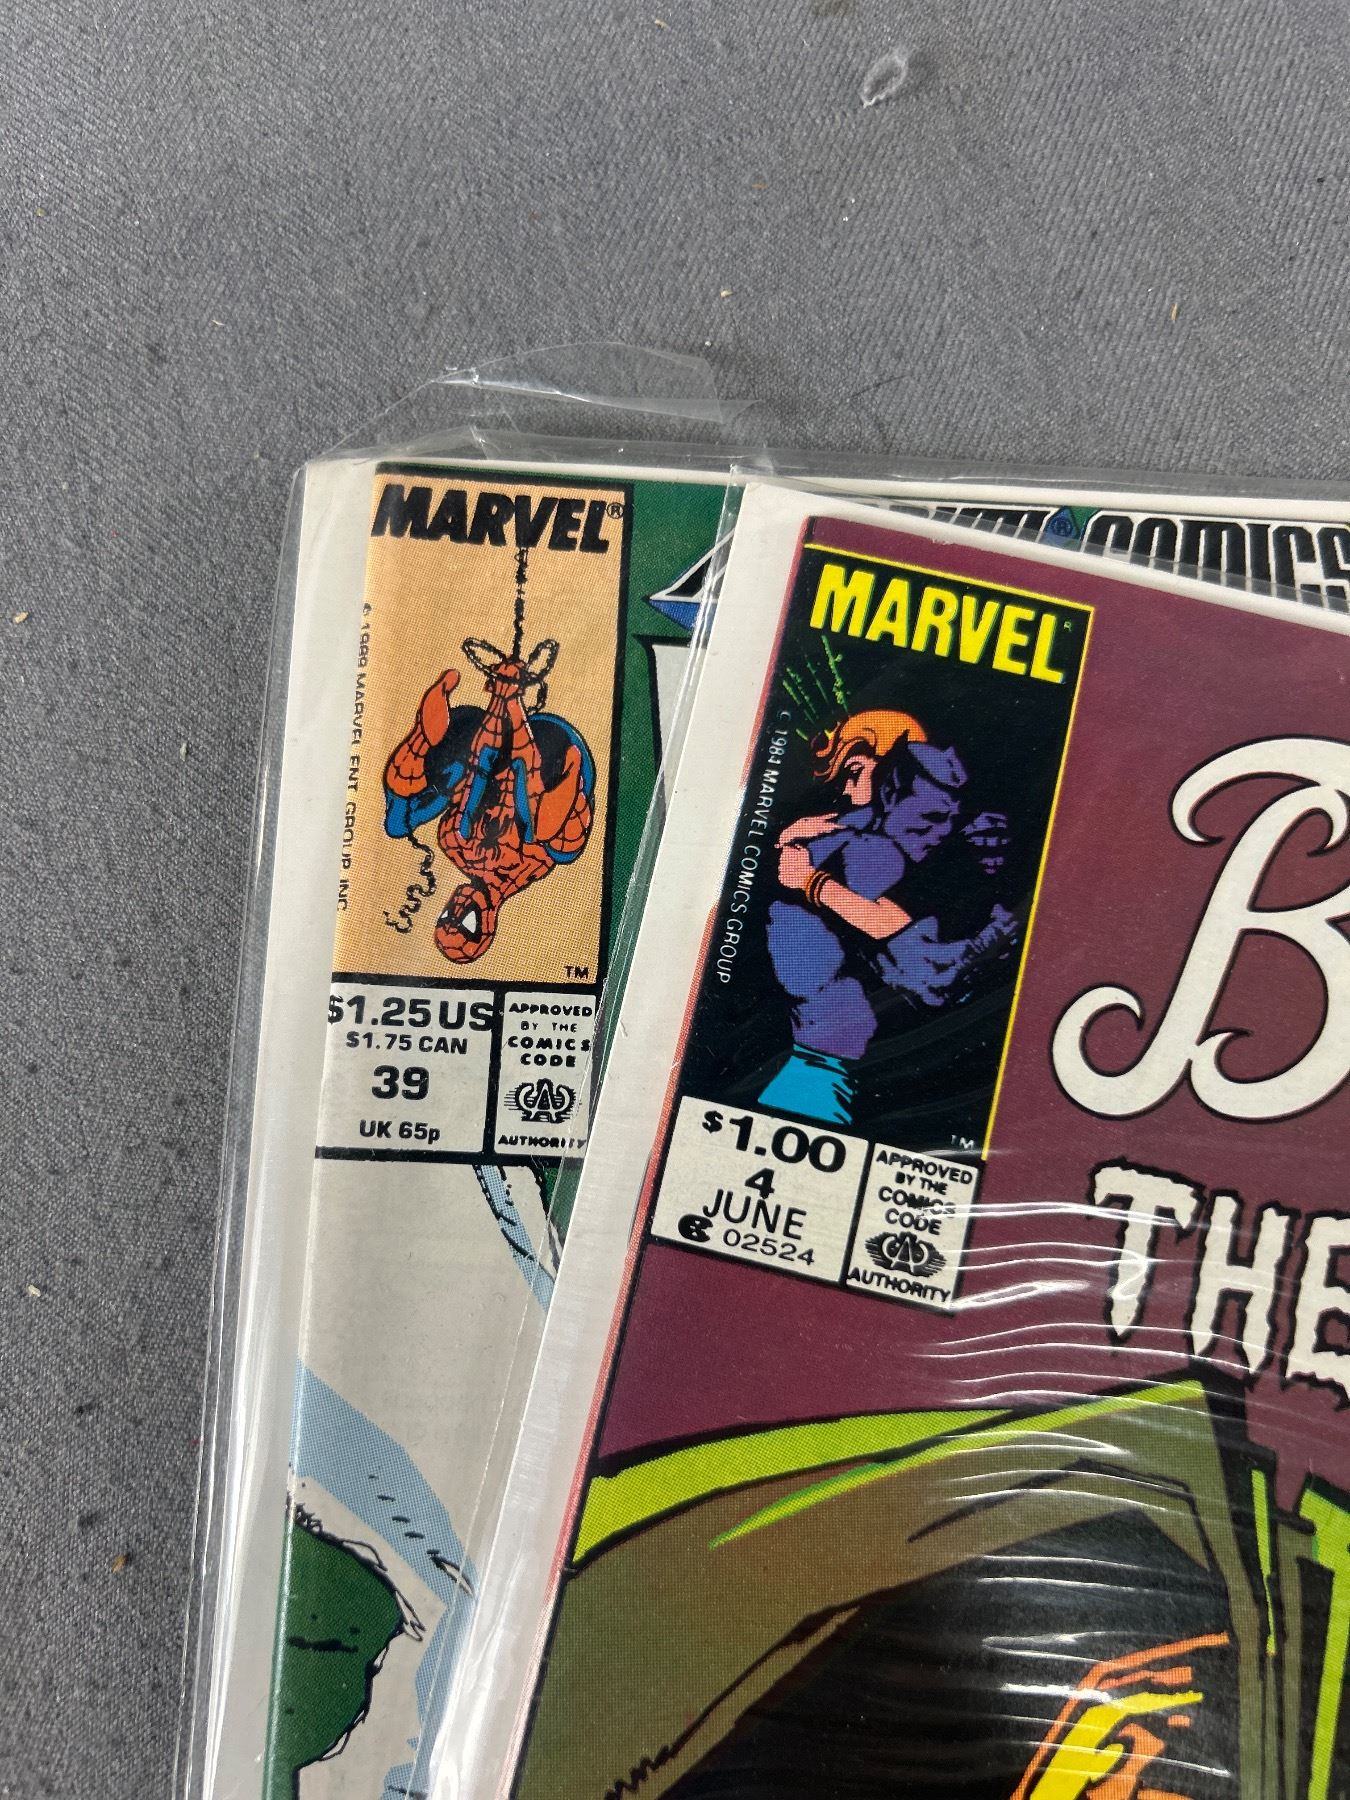 MARVEL®
© 1989 MARVEL ENT. GROUP, INC.
TM
$1.25 US
$1.75 CAN
39
UK 65p
APPROVED
BY THE
COMICS
CODE
CA
AUTHORITY
COMICS
MARVEL
© 1984 MARVEL COMICS GROUP
TM
$1.00
4
JUNE
02524
APPROVED
BY THE
COMICS
CODE
CA
AUTHORITY
B
THE